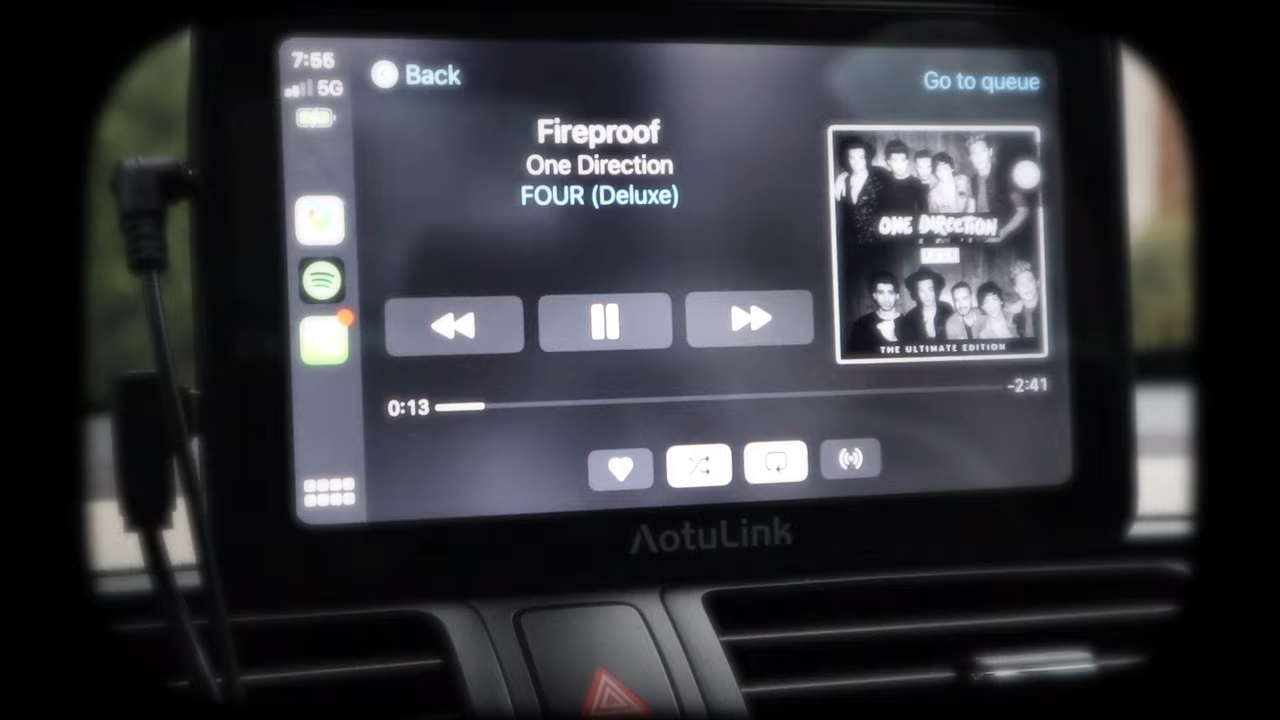 7:55
5G
Back
Go to queue
Fireproof
One Direction
FOUR (Deluxe)
ONE DIRECTION
FOUR
THE ULTIMATE EDITION
0:13
-2:41
AotuLink